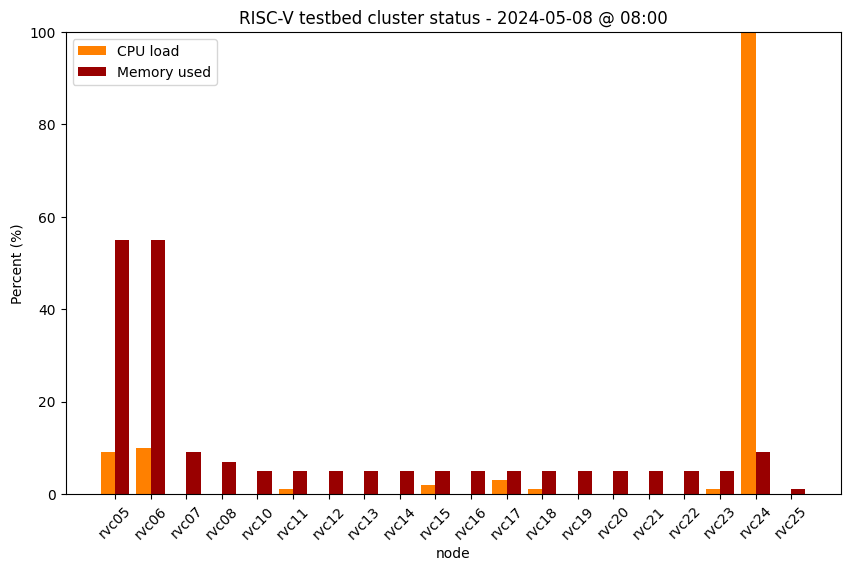 RISC-V testbed cluster status - 2024-05-08 @ 08:00
CPU load
Memory used
Percent (%)
100
80
60
40
20
0
rvc05 rvc06 rvc07 rvc08 rvc10 rvc11 rvc12 rvc13 rvc14 rvc15 rvc16 rvc17 rvc18 rvc19 rvc20 rvc21 rvc22 rvc23 rvc24 rvc25
node